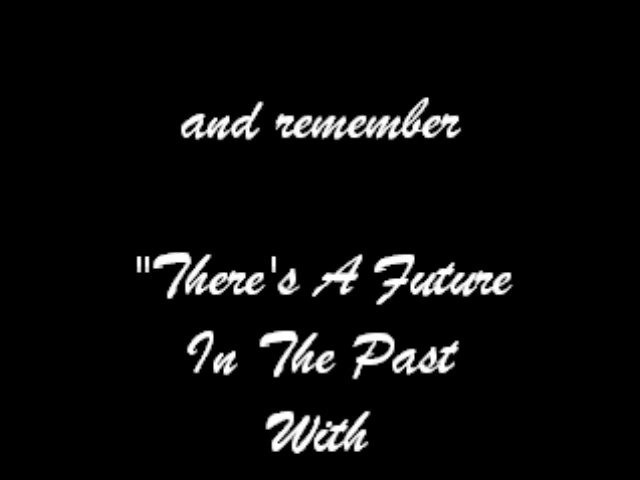 and remember
"There's A Future
In The Past
With